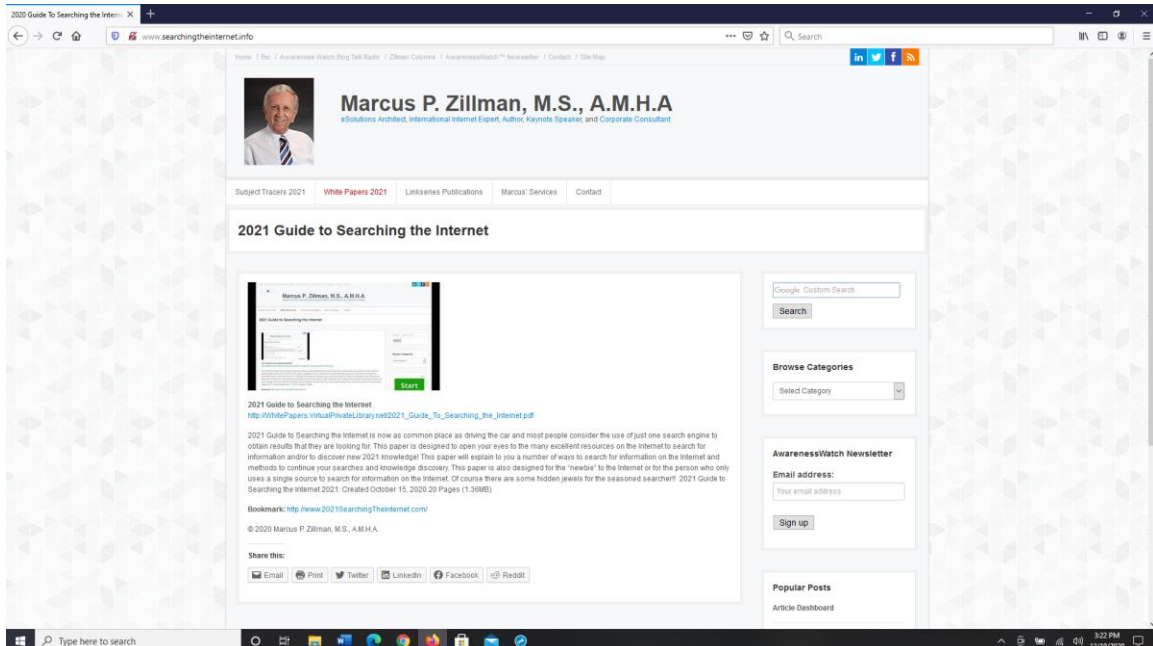 2020 Guide To Searching the Intern
www.searchingtheinternet.info
Search
Home / Bio / Awareness Watch Blog Talk Radio / Zillman Columns / AwarenessWatch™ Newsletter / Contact / Site Map
Marcus P. Zillman, M.S., A.M.H.A
eSolutions Architect, International Internet Expert, Author, Keynote Speaker, and Corporate Consultant
Subject Tracers 2021 White Papers 2021 Linkseries Publications Marcus' Services Contact
2021 Guide to Searching the Internet
Marcus P. Zillman, M.S., A.M.H.A
2021 Guide to Searching the Internet
Start
2021 Guide to Searching the Internet
http://WhitePapers.VirtualPrivateLibrary.net/2021_Guide_To_Searching_the_Internet.pdf
2021 Guide to Searching the Internet is now as common place as driving the car and most people consider the use of just one search engine to
obtain results that they are looking for. This paper is designed to open your eyes to the many excellent resources on the Internet to search for
information and/or to discover new 2021 knowledge! This paper will explain to you a number of ways to search for information on the Internet and
methods to continue your searches and knowledge discovery. This paper is also designed for the "newbie" to the Internet or for the person who only
uses a single source to search for information on the Internet. Of course there are some hidden jewels for the seasoned searcher!! 2021 Guide to
Searching the Internet 2021. Created October 15, 2020 20 Pages (1.36MB)
Bookmark: http://www.2021SearchingTheInternet.com/
© 2020 Marcus P. Zillman, M.S., A.M.H.A.
Share this:
Email Print Twitter LinkedIn Facebook Reddit
Google Custom Search
Search
Browse Categories
Select Category
AwarenessWatch Newsletter
Email address:
Your email address
Sign up
Popular Posts
Article Dashboard
Type here to search
3:22 PM